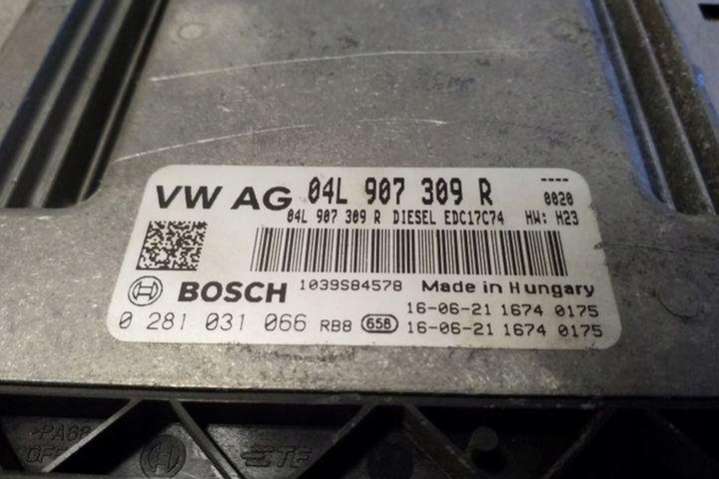 VW AG 04L 907 309 R ----
0020
04L 907 309 R DIESEL EDC17C74 HW: H23
BOSCH 1039S84578 Made in Hungary
16-06-21 1674 0175
0 281 031 066 RB8 658 16-06-21 1674 0175
>PA66